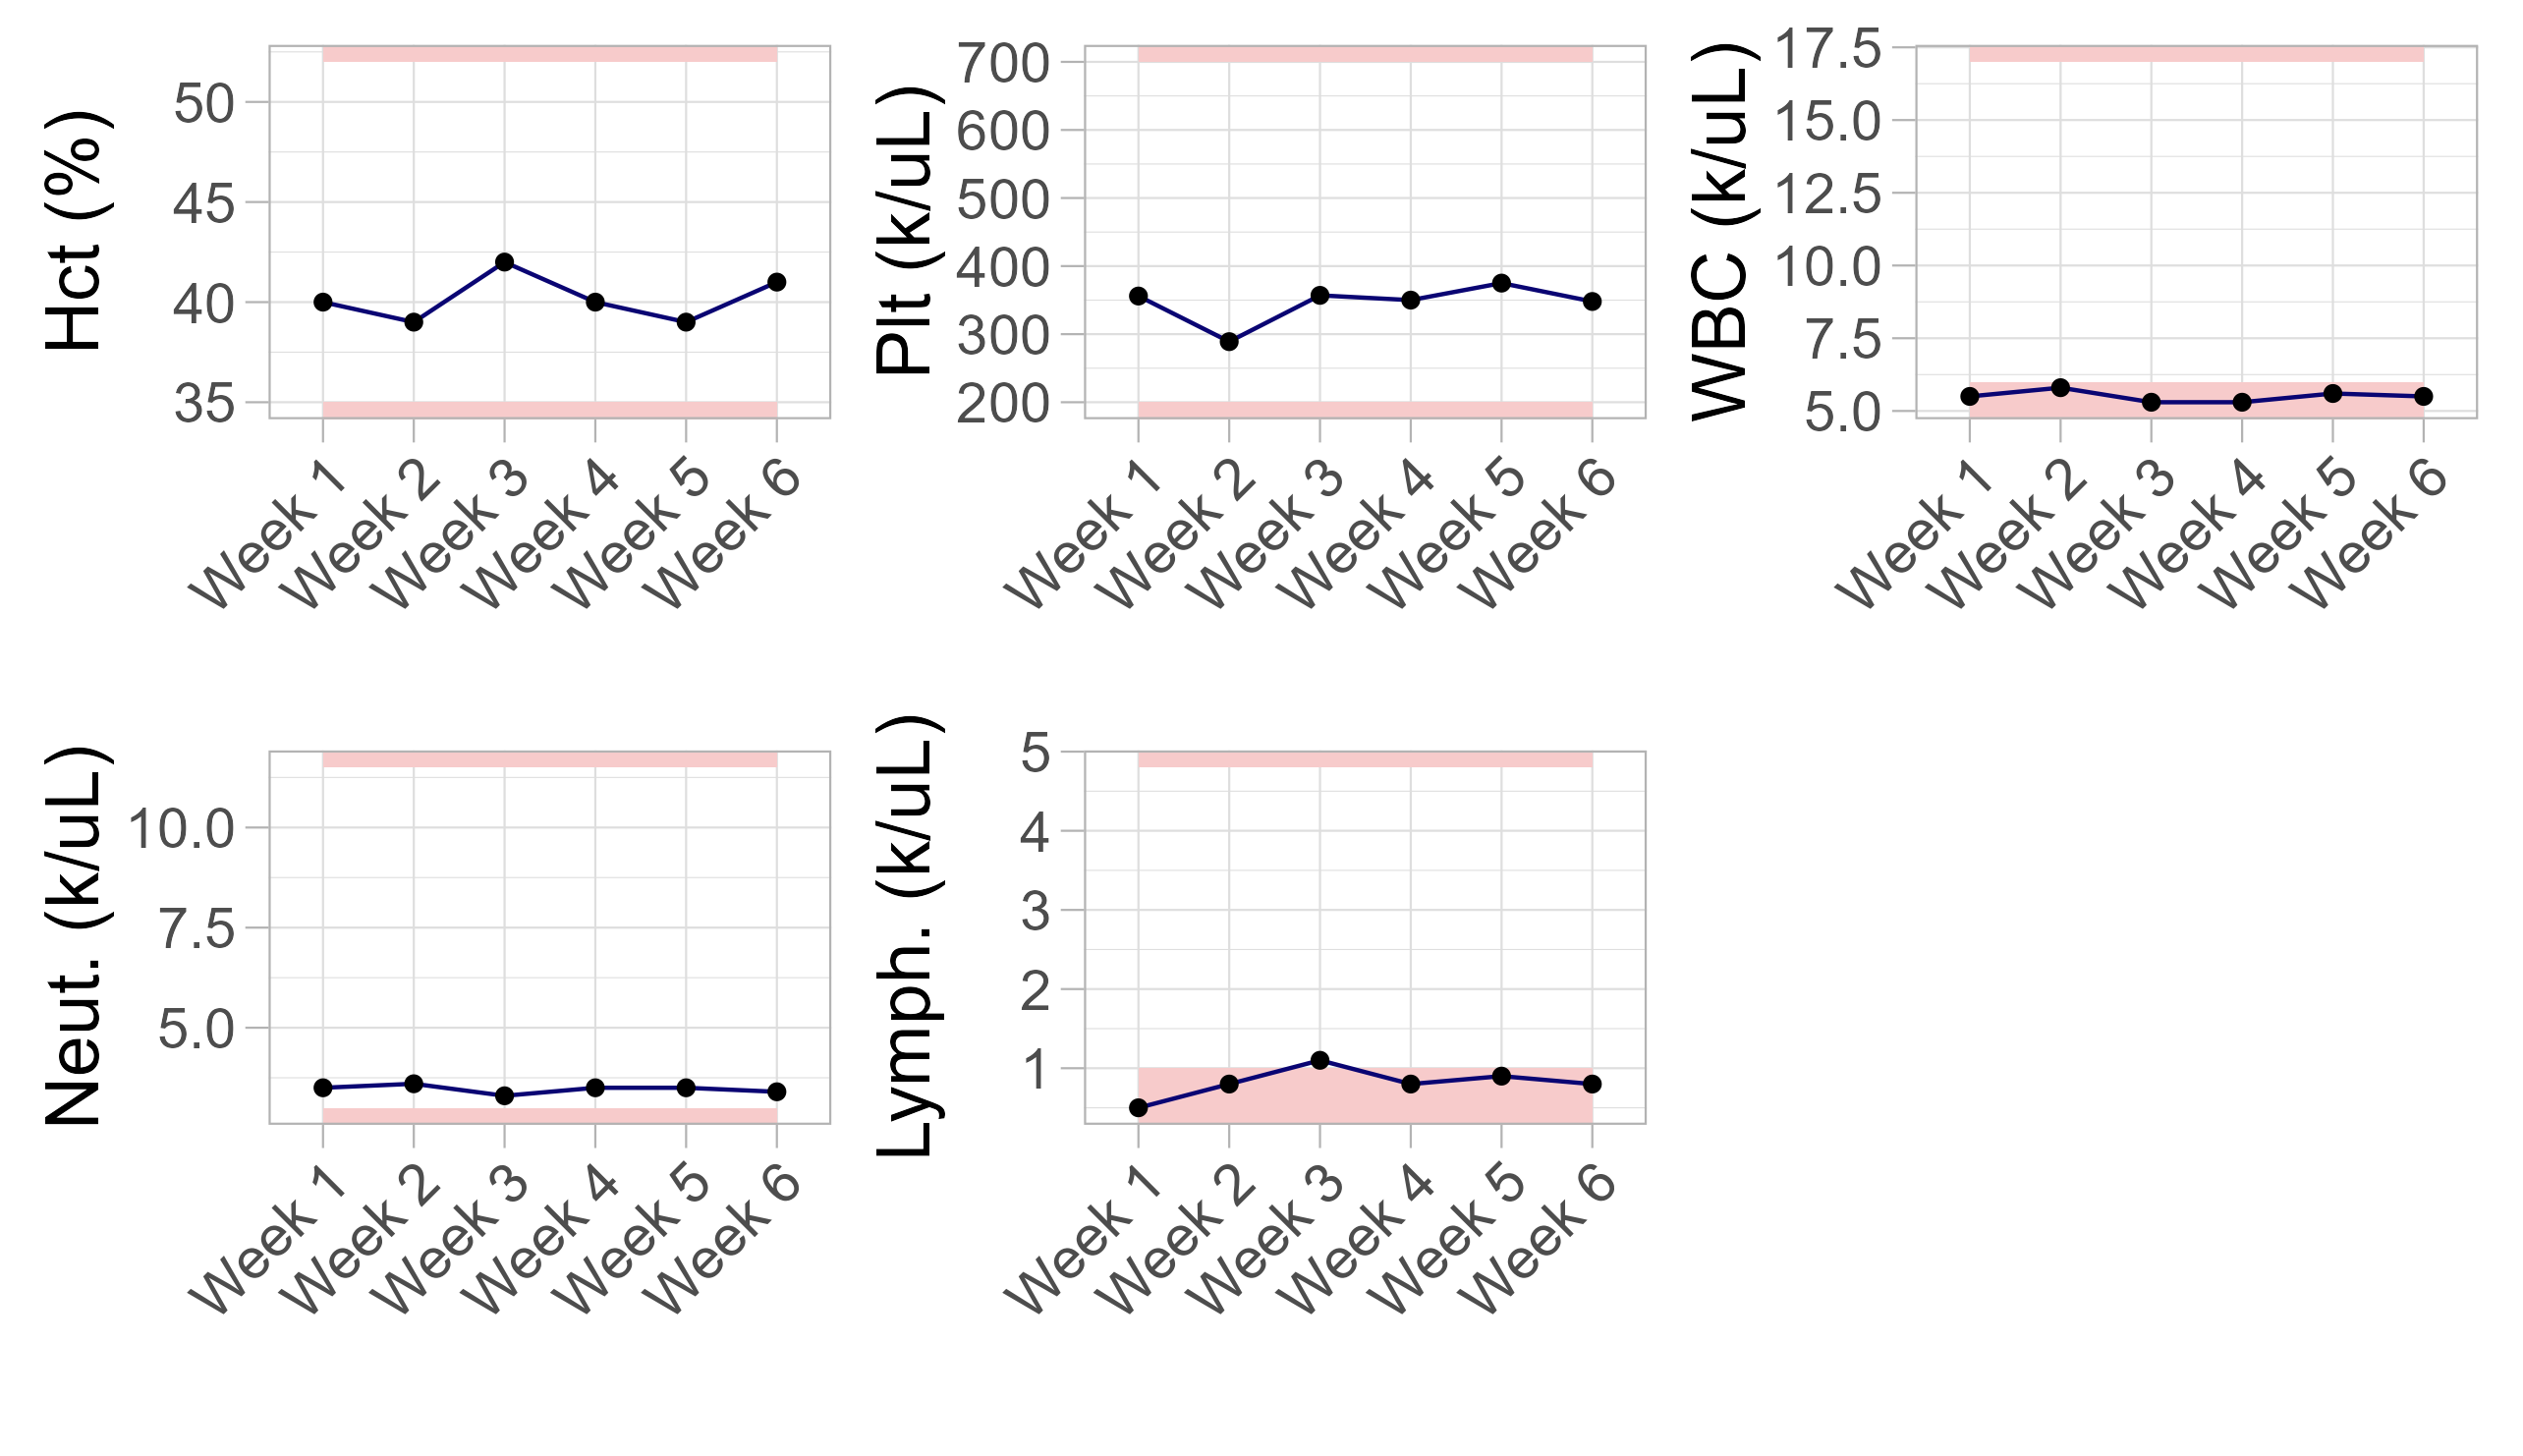 Hct (%)
50
45
40
35
Week 1
Week 2
Week 3
Week 4
Week 5
Week 6
Plt (k/uL)
700
600
500
400
300
200
Week 1
Week 2
Week 3
Week 4
Week 5
Week 6
WBC (k/uL)
17.5
15.0
12.5
10.0
7.5
5.0
Week 1
Week 2
Week 3
Week 4
Week 5
Week 6
Neut. (k/uL)
10.0
7.5
5.0
Week 1
Week 2
Week 3
Week 4
Week 5
Week 6
Lymph. (k/uL)
5
4
3
2
1
Week 1
Week 2
Week 3
Week 4
Week 5
Week 6